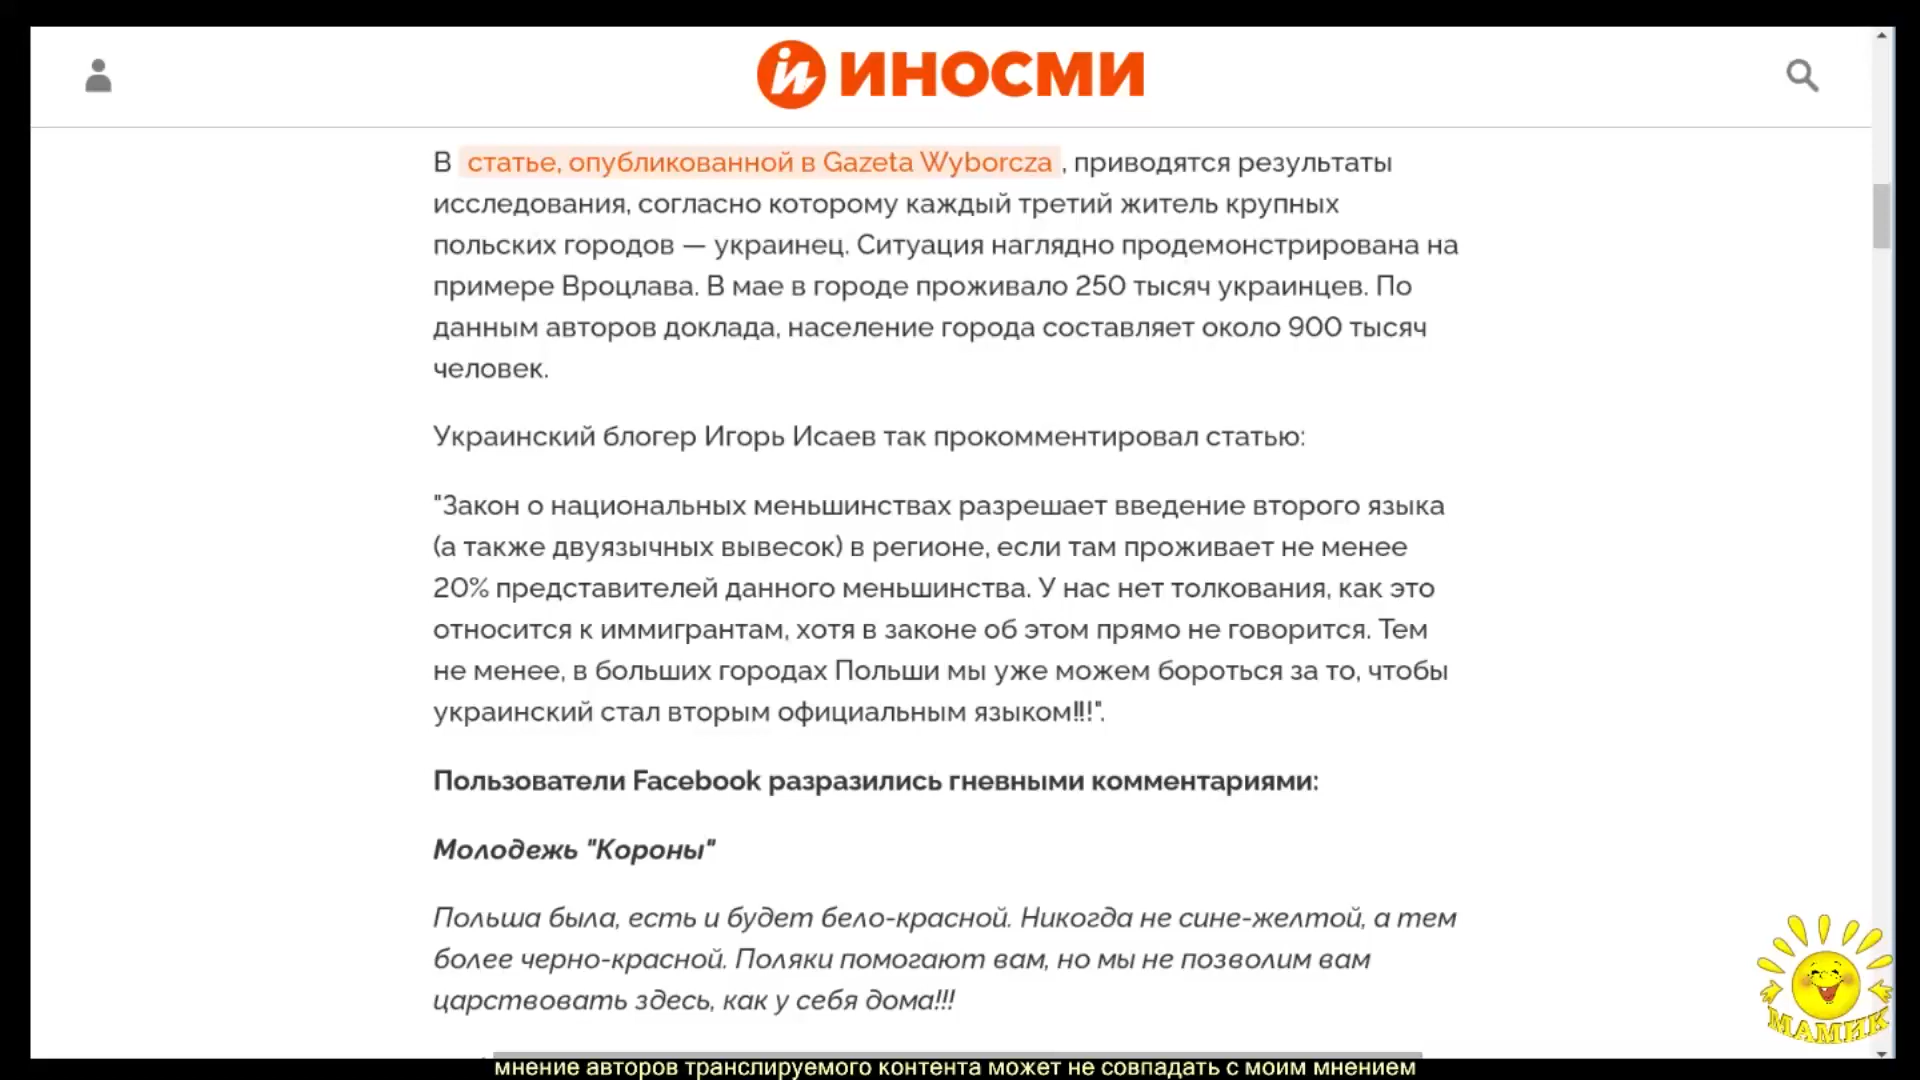 ИНОСМИ
В статье, опубликованной в Gazeta Wyborcza , приводятся результаты
исследования, согласно которому каждый третий житель крупных
польских городов — украинец. Ситуация наглядно продемонстрирована на
примере Вроцлава. В мае в городе проживало 250 тысяч украинцев. По
данным авторов доклада, население города составляет около 900 тысяч
человек.
Украинский блогер Игорь Исаев так прокомментировал статью:
"Закон о национальных меньшинствах разрешает введение второго языка
(а также двуязычных вывесок) в регионе, если там проживает не менее
20% представителей данного меньшинства. У нас нет толкования, как это
относится к иммигрантам, хотя в законе об этом прямо не говорится. Тем
не менее, в больших городах Польши мы уже можем бороться за то, чтобы
украинский стал вторым официальным языком!!!".
Пользователи Facebook разразились гневными комментариями:
Молодежь "Короны"
Польша была, есть и будет бело-красной. Никогда не сине-желтой, а тем
более черно-красной. Поляки помогают вам, но мы не позволим вам
царствовать здесь, как у себя дома!!!
МАМИК
мнение авторов транслируемого контента может не совпадать с моим мнением